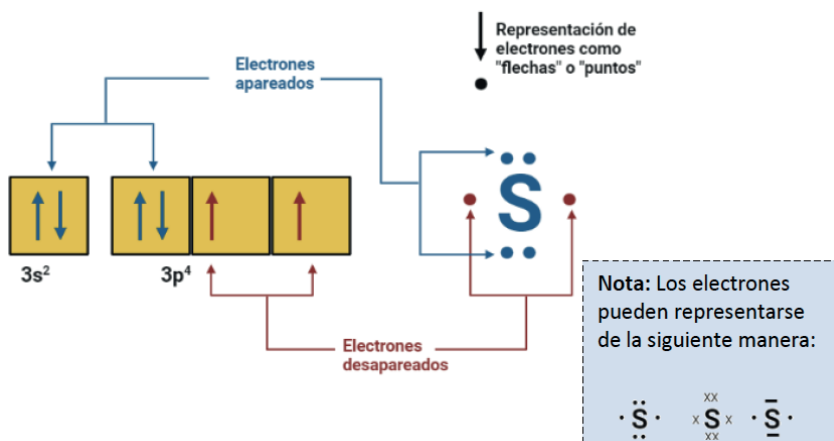 Representación de
electrones como
"flechas" o "puntos"
Electrones
apareados
S
3s²
3p⁴
Electrones
desapareados
Nota: Los electrones
pueden representarse
de la siguiente manera:
S xx x S x xx S